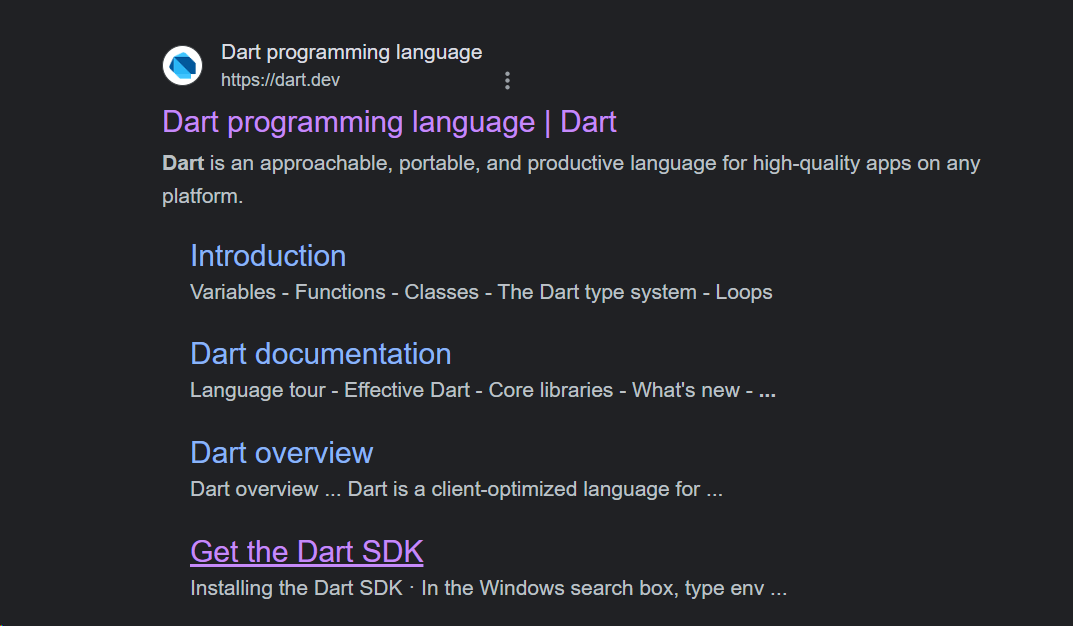 Dart programming language
https://dart.dev
Dart programming language | Dart
Dart is an approachable, portable, and productive language for high-quality apps on any
platform.
Introduction
Variables - Functions - Classes - The Dart type system - Loops
Dart documentation
Language tour - Effective Dart - Core libraries - What's new - ...
Dart overview
Dart overview ... Dart is a client-optimized language for ...
Get the Dart SDK
Installing the Dart SDK · In the Windows search box, type env ...